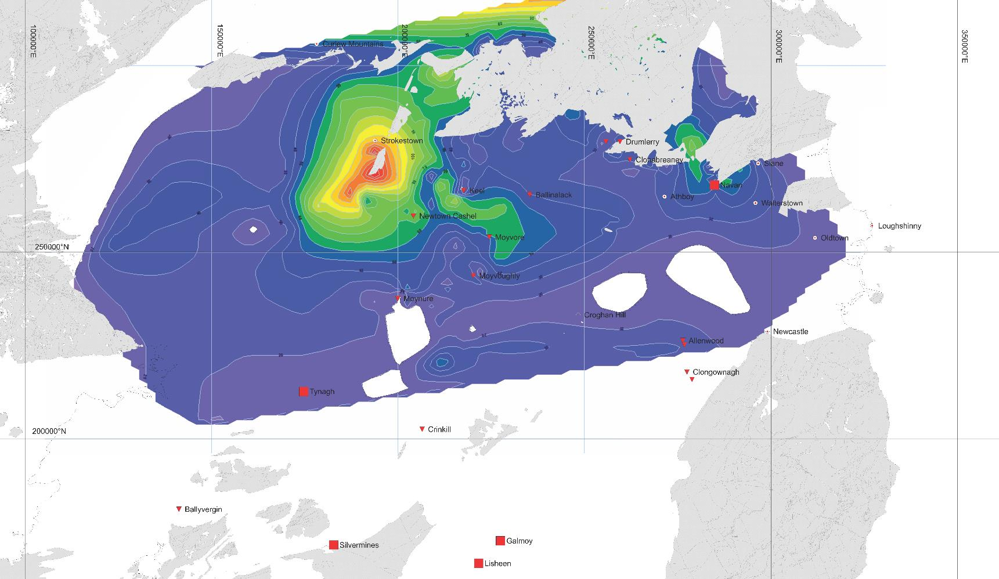 100000°E
150000°E
200000°E
250000°E
300000°E
350000°E
Curlew Mountains
Strokestown
Drumlerry
Clonabreaney
Slane
Keel
Ballinalack
Navan
Athboy
Walterstown
Newtown Cashel
Loughshinny
Moyvore
Oldtown
250000°N
Moyvoughly
Moynure
Croghan Hill
Newcastle
Allenwood
Clongownagh
Tynagh
200000°N
Crinkill
Ballyvergin
Galmoy
Silvermines
Lisheen